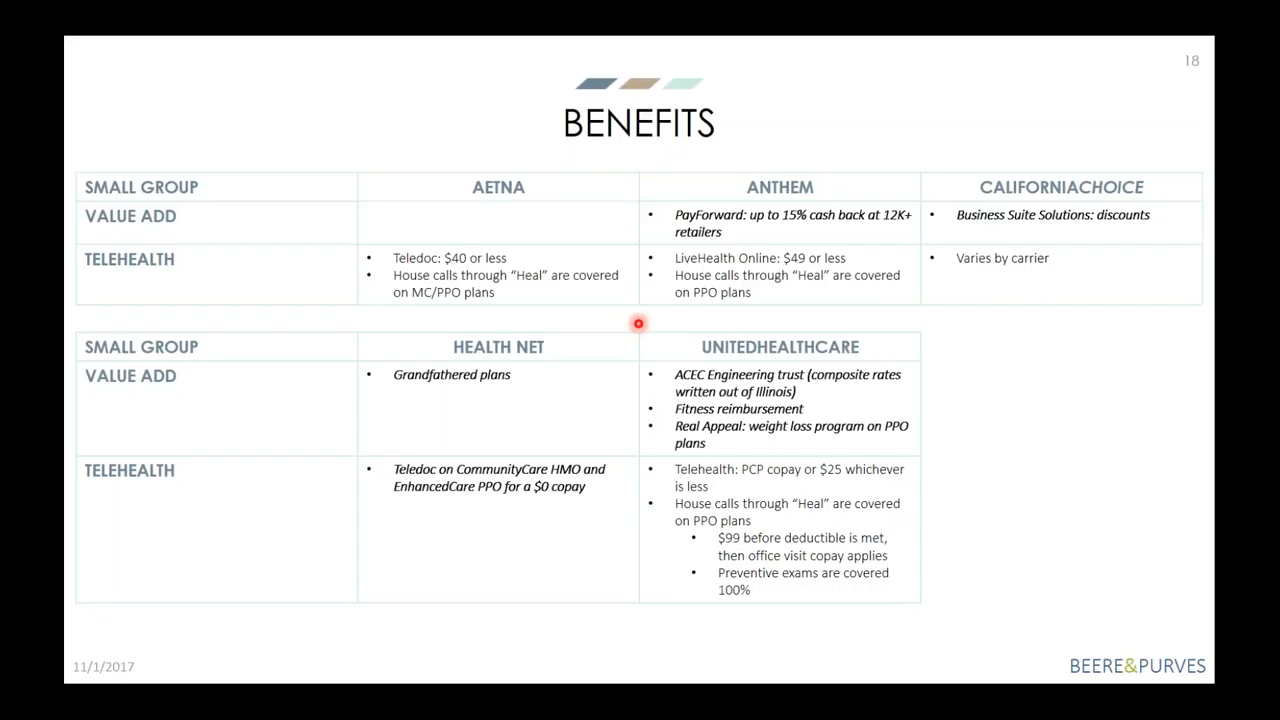 18
BENEFITS
SMALL GROUP AETNA ANTHEM CALIFORNIACHOICE
VALUE ADD
• PayForward: up to 15% cash back at 12K+
retailers
• Business Suite Solutions: discounts
TELEHEALTH
• Teledoc: $40 or less
• House calls through “Heal” are covered
on MC/PPO plans
• LiveHealth Online: $49 or less
• House calls through “Heal” are covered
on PPO plans
• Varies by carrier
SMALL GROUP HEALTH NET UNITEDHEALTHCARE
VALUE ADD
• Grandfathered plans
• ACEC Engineering trust (composite rates
written out of Illinois)
• Fitness reimbursement
• Real Appeal: weight loss program on PPO
plans
TELEHEALTH
• Teledoc on CommunityCare HMO and
EnhancedCare PPO for a $0 copay
• Telehealth: PCP copay or $25 whichever
is less
• House calls through “Heal” are covered
on PPO plans
• $99 before deductible is met,
then office visit copay applies
• Preventive exams are covered
100%
11/1/2017
BEERE&PURVES